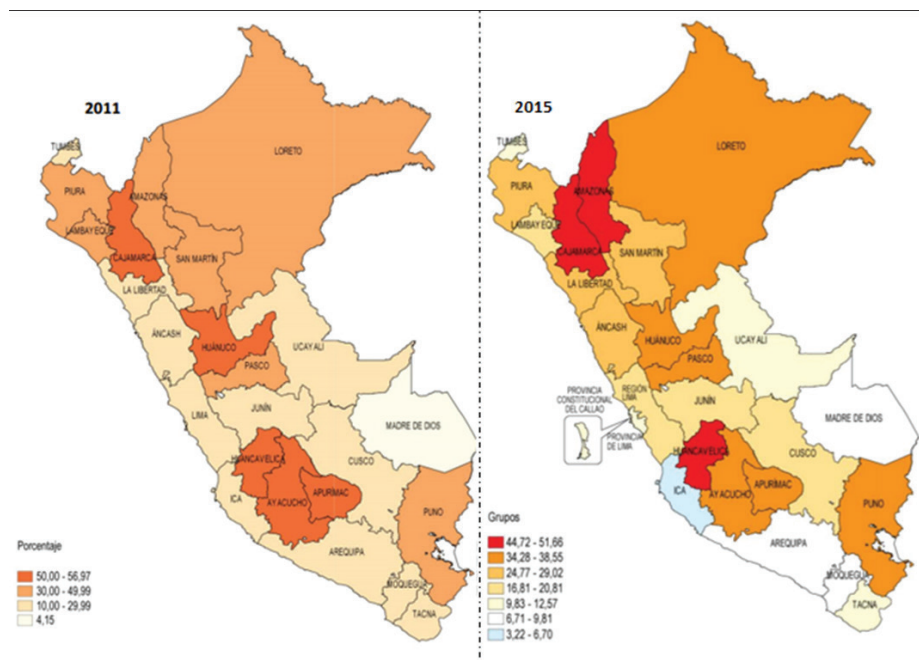 2011
TUMBES
PIURA
LAMBAYEQUE
AMAZONAS
LORETO
CAJAMARCA
SAN MARTÍN
LA LIBERTAD
ÁNCASH
HUÁNUCO
UCAYALI
PASCO
LIMA
JUNÍN
MADRE DE DIOS
HUANCAVELICA
CUSCO
ICA
AYACUCHO
APURÍMAC
PUNO
AREQUIPA
MOQUEGUA
TACNA
Porcentaje
50,00 - 56,97
30,00 - 49,99
10,00 - 29,99
4,15
2015
TUMBES
PIURA
LAMBAYEQUE
AMAZONAS
LORETO
CAJAMARCA
SAN MARTÍN
LA LIBERTAD
ÁNCASH
HUÁNUCO
UCAYALI
PASCO
PROVINCIA
CONSTITUCIONAL
DEL CALLAO
REGIÓN
LIMA
JUNÍN
MADRE DE DIOS
PROVINCIA
DE LIMA
HUANCAVELICA
CUSCO
ICA
AYACUCHO
APURÍMAC
PUNO
AREQUIPA
MOQUEGUA
TACNA
Grupos
44,72 - 51,66
34,28 - 38,55
24,77 - 29,02
16,81 - 20,81
9,83 - 12,57
6,71 - 9,81
3,22 - 6,70